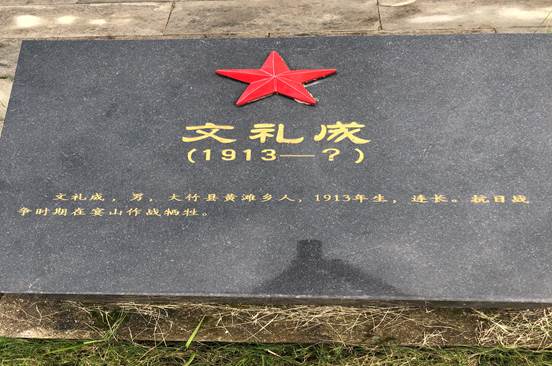 文礼成
(1913—?)
文礼成，男，大竹县黄滩乡人，1913年生，连长。抗日战
争时期在宴山作战牺牲。